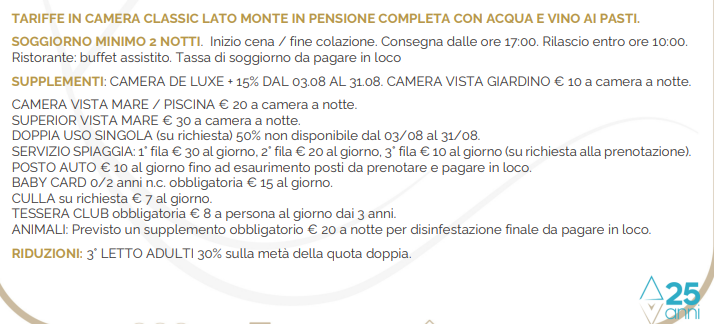 TARIFFE IN CAMERA CLASSIC LATO MONTE IN PENSIONE COMPLETA CON ACQUA E VINO AI PASTI.
SOGGIORNO MINIMO 2 NOTTI. Inizio cena / fine colazione. Consegna dalle ore 17:00. Rilascio entro ore 10:00.
Ristorante: buffet assistito. Tassa di soggiorno da pagare in loco
SUPPLEMENTI: CAMERA DE LUXE + 15% DAL 03.08 AL 31.08. CAMERA VISTA GIARDINO € 10 a camera a notte.
CAMERA VISTA MARE / PISCINA € 20 a camera a notte.
SUPERIOR VISTA MARE € 30 a camera a notte.
DOPPIA USO SINGOLA (su richiesta) 50% non disponibile dal 03/08 al 31/08.
SERVIZIO SPIAGGIA: 1° fila € 30 al giorno, 2° fila € 20 al giorno, 3° fila € 10 al giorno (su richiesta alla prenotazione).
POSTO AUTO € 10 al giorno fino ad esaurimento posti da prenotare e pagare in loco.
BABY CARD 0/2 anni n.c. obbligatoria € 15 al giorno.
CULLA su richiesta € 7 al giorno.
TESSERA CLUB obbligatoria € 8 a persona al giorno dai 3 anni.
ANIMALI: Previsto un supplemento obbligatorio € 20 a notte per disinfestazione finale da pagare in loco.
RIDUZIONI: 3° LETTO ADULTI 30% sulla metà della quota doppia.
25
anni